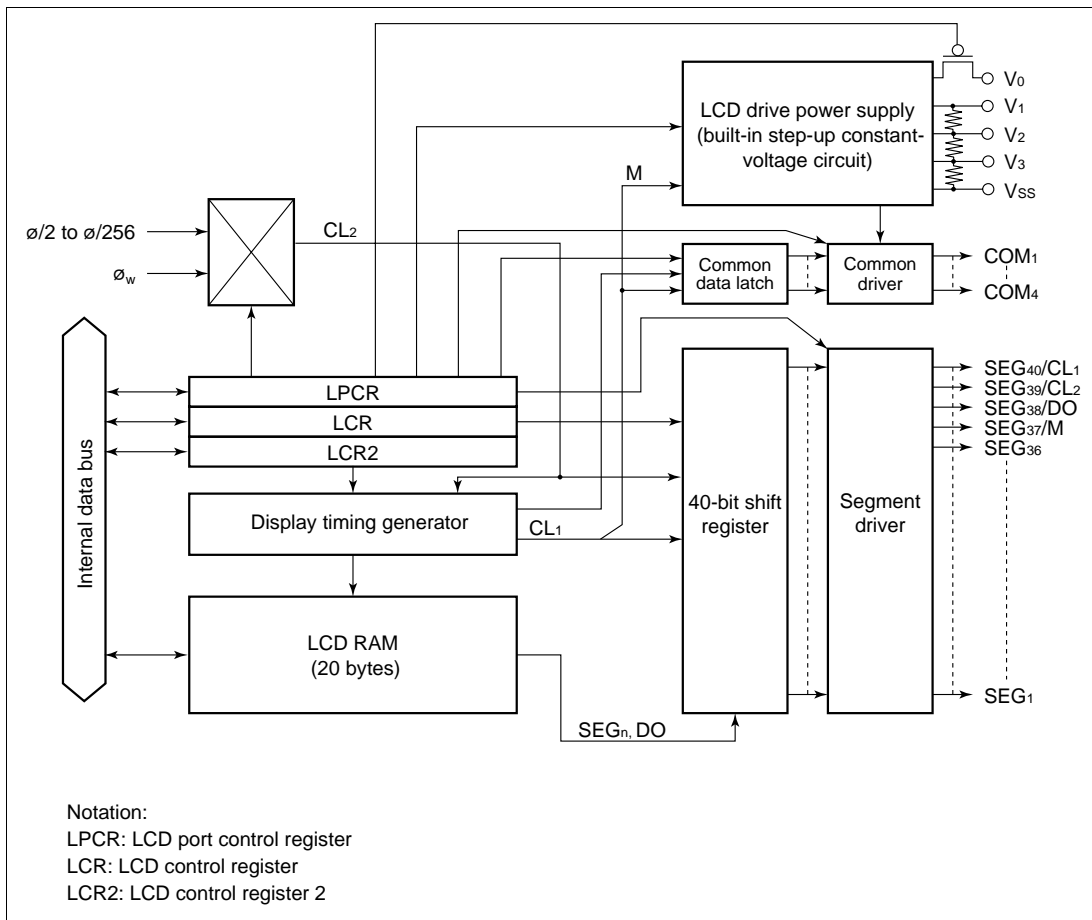 V0
LCD drive power supply
(built-in step-up constant-
voltage circuit)
V1
V2
V3
VSS
M
ø/2 to ø/256
øw
CL2
Common
data latch
Common
driver
COM1
COM4
Internal data bus
LPCR
LCR
LCR2
Display timing generator
CL1
LCD RAM
(20 bytes)
SEGn, DO
40-bit shift
register
Segment
driver
SEG40/CL1
SEG39/CL2
SEG38/DO
SEG37/M
SEG36
SEG1
Notation:
LPCR: LCD port control register
LCR: LCD control register
LCR2: LCD control register 2